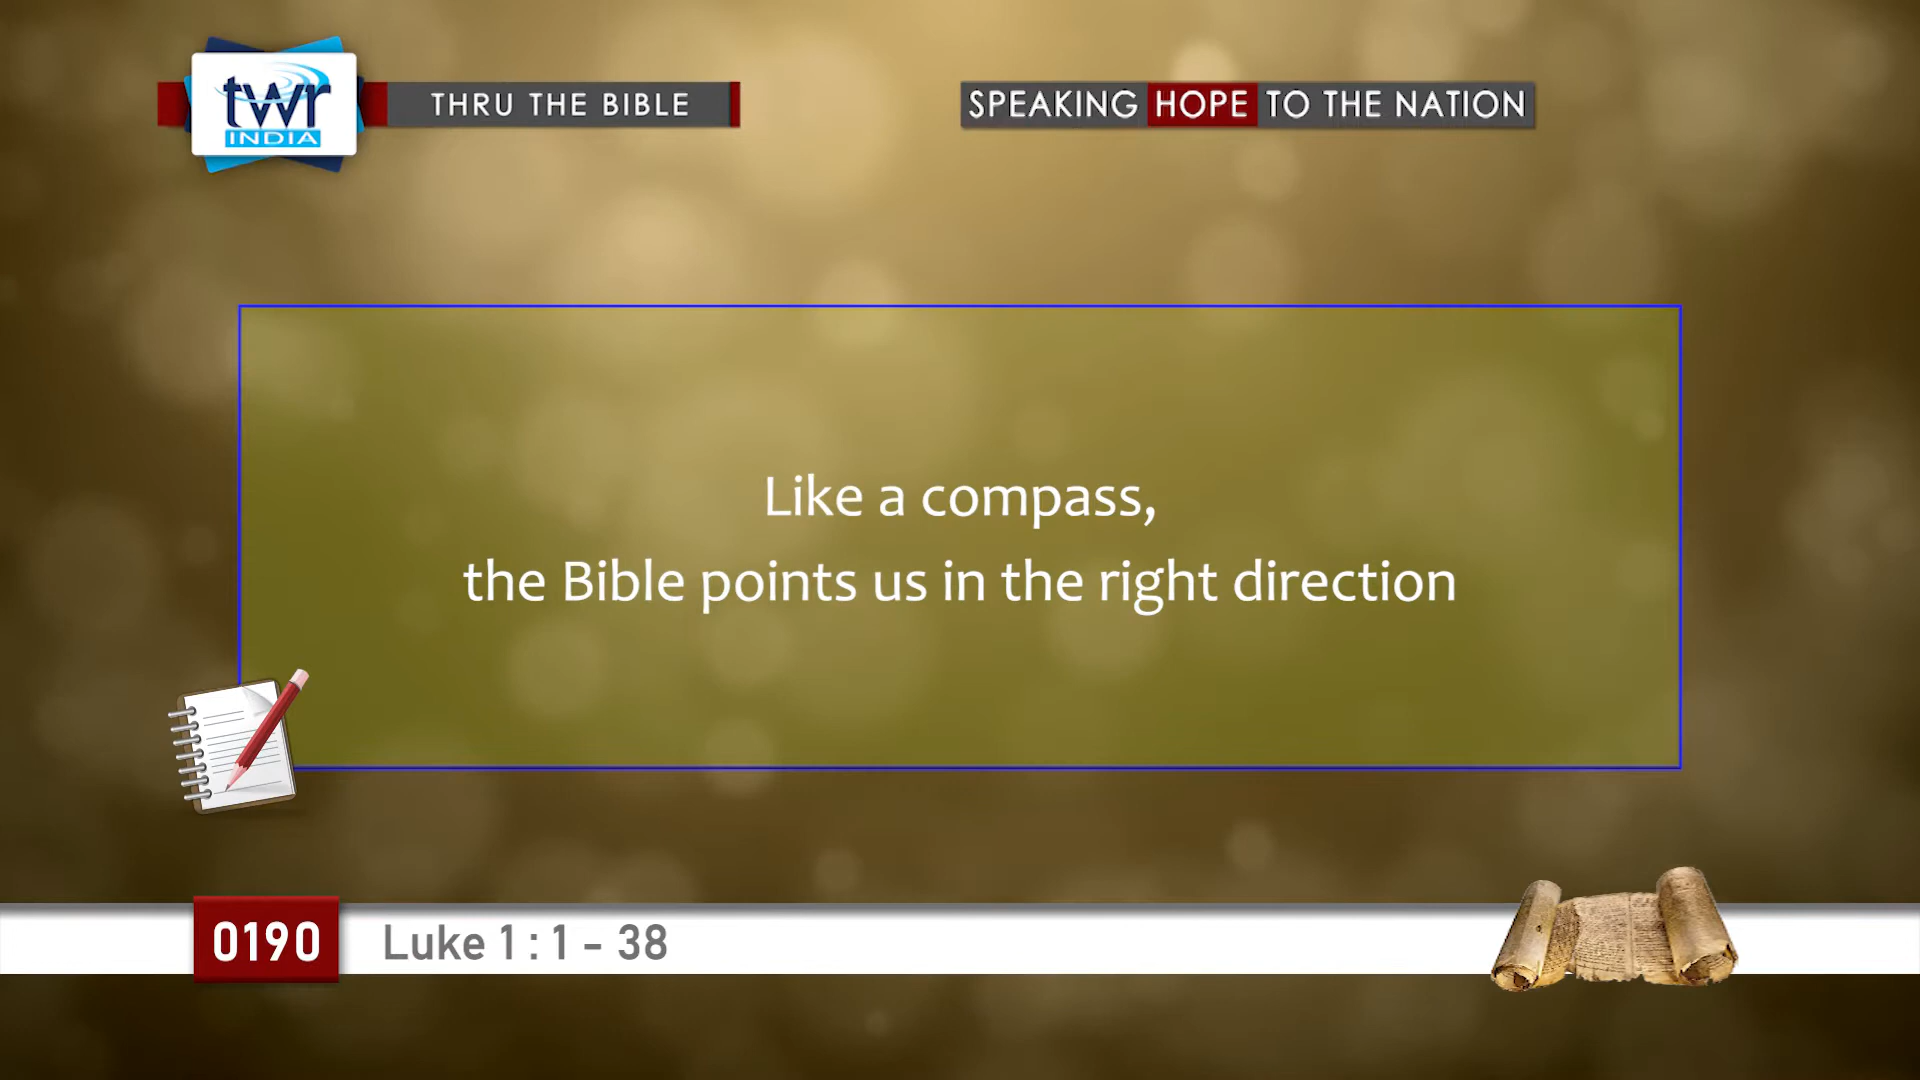 twr
INDIA
THRU THE BIBLE
SPEAKING HOPE TO THE NATION
Like a compass,
the Bible points us in the right direction
0190
Luke 1 : 1 - 38